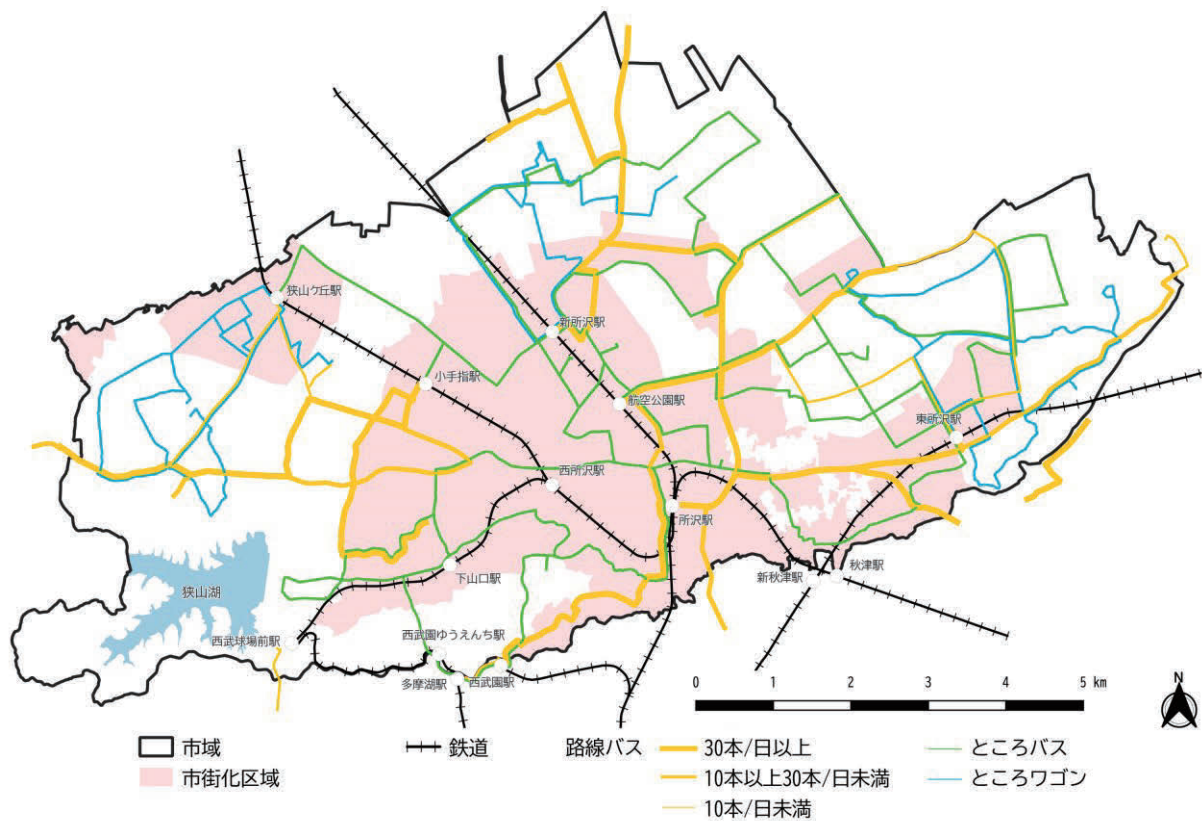 狭山ケ丘駅
新所沢駅
小手指駅
航空公園駅
東所沢駅
西所沢駅
所沢駅
下山口駅
新秋津駅
秋津駅
狭山湖
西武球場前駅
西武園ゆうえんち駅
多摩湖駅
西武園駅
N
0 1 2 3 4 5 km
市域
鉄道
路線バス
30本/日以上
ところバス
市街化区域
10本以上30本/日未満
ところワゴン
10本/日未満